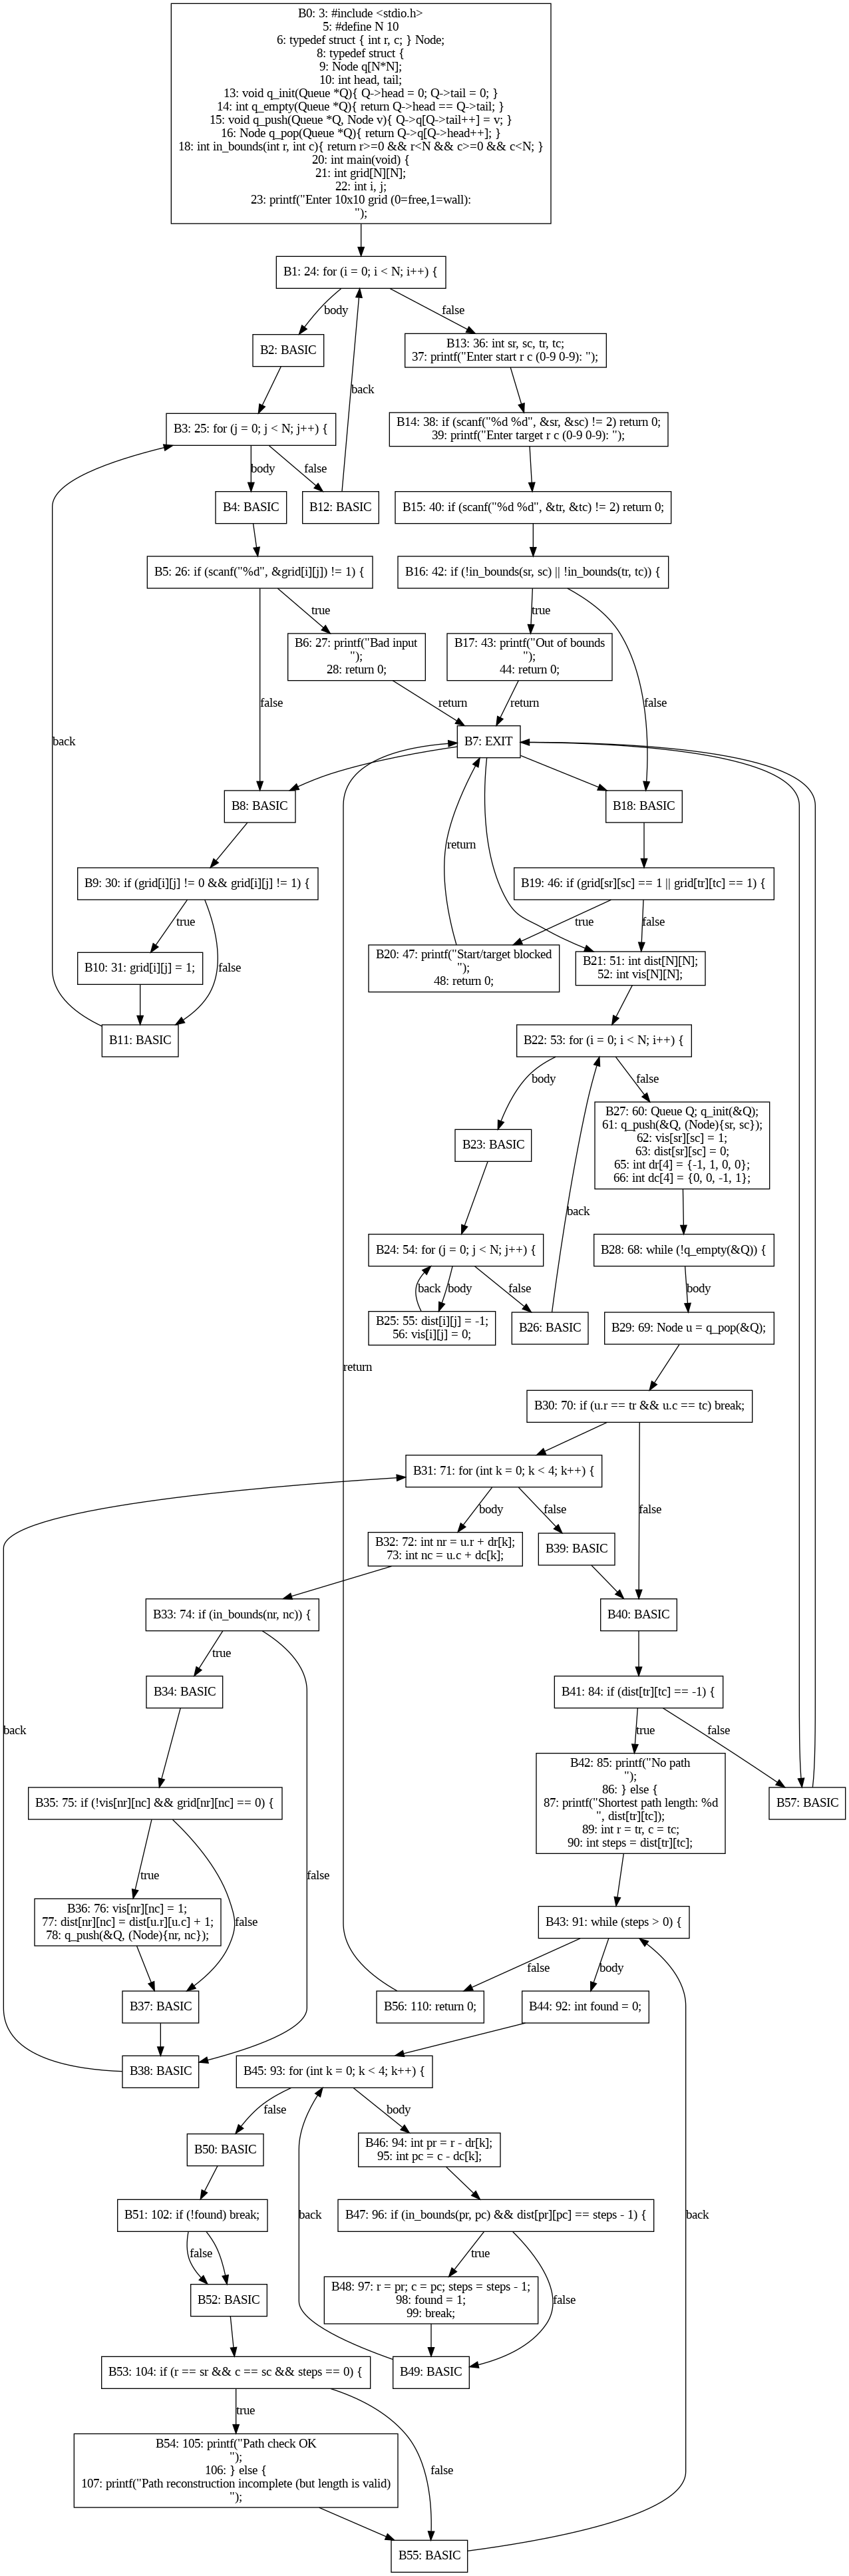 B0: 3: #include <stdio.h>
5: #define N 10
6: typedef struct { int r, c; } Node;
8: typedef struct {
9: Node q[N*N];
10: int head, tail;
13: void q_init(Queue *Q){ Q->head = 0; Q->tail = 0; }
14: int q_empty(Queue *Q){ return Q->head == Q->tail; }
15: void q_push(Queue *Q, Node v){ Q->q[Q->tail++] = v; }
16: Node q_pop(Queue *Q){ return Q->q[Q->head++]; }
18: int in_bounds(int r, int c){ return r>=0 && r<N && c>=0 && c<N; }
20: int main(void) {
21: int grid[N][N];
22: int i, j;
23: printf("Enter 10x10 grid (0=free,1=wall):
");
B1: 24: for (i = 0; i < N; i++) {
body
false
B2: BASIC
B13: 36: int sr, sc, tr, tc;
37: printf("Enter start r c (0-9 0-9): ");
back
B3: 25: for (j = 0; j < N; j++) {
B14: 38: if (scanf("%d %d", &sr, &sc) != 2) return 0;
39: printf("Enter target r c (0-9 0-9): ");
body
false
B4: BASIC
B12: BASIC
B15: 40: if (scanf("%d %d", &tr, &tc) != 2) return 0;
B5: 26: if (scanf("%d", &grid[i][j]) != 1) {
B16: 42: if (!in_bounds(sr, sc) || !in_bounds(tr, tc)) {
true
true
B6: 27: printf("Bad input
");
28: return 0;
B17: 43: printf("Out of bounds
");
44: return 0;
false
return
return
false
back
B7: EXIT
B8: BASIC
B18: BASIC
return
B9: 30: if (grid[i][j] != 0 && grid[i][j] != 1) {
B19: 46: if (grid[sr][sc] == 1 || grid[tr][tc] == 1) {
true
true
false
B10: 31: grid[i][j] = 1;
false
B20: 47: printf("Start/target blocked
");
48: return 0;
B21: 51: int dist[N][N];
52: int vis[N][N];
B11: BASIC
B22: 53: for (i = 0; i < N; i++) {
body
false
B23: BASIC
B27: 60: Queue Q; q_init(&Q);
61: q_push(&Q, (Node){sr, sc});
62: vis[sr][sc] = 1;
63: dist[sr][sc] = 0;
65: int dr[4] = {-1, 1, 0, 0};
66: int dc[4] = {0, 0, -1, 1};
back
B24: 54: for (j = 0; j < N; j++) {
B28: 68: while (!q_empty(&Q)) {
back
body
false
body
B25: 55: dist[i][j] = -1;
56: vis[i][j] = 0;
B26: BASIC
B29: 69: Node u = q_pop(&Q);
return
B30: 70: if (u.r == tr && u.c == tc) break;
B31: 71: for (int k = 0; k < 4; k++) {
body
false
false
B32: 72: int nr = u.r + dr[k];
73: int nc = u.c + dc[k];
B39: BASIC
B33: 74: if (in_bounds(nr, nc)) {
B40: BASIC
true
B34: BASIC
B41: 84: if (dist[tr][tc] == -1) {
back
true
false
B35: 75: if (!vis[nr][nc] && grid[nr][nc] == 0) {
B42: 85: printf("No path
");
86: } else {
87: printf("Shortest path length: %d
", dist[tr][tc]);
89: int r = tr, c = tc;
90: int steps = dist[tr][tc];
B57: BASIC
true
false
B36: 76: vis[nr][nc] = 1;
77: dist[nr][nc] = dist[u.r][u.c] + 1;
78: q_push(&Q, (Node){nr, nc});
false
B43: 91: while (steps > 0) {
false
body
B37: BASIC
B56: 110: return 0;
B44: 92: int found = 0;
B38: BASIC
B45: 93: for (int k = 0; k < 4; k++) {
false
body
B50: BASIC
B46: 94: int pr = r - dr[k];
95: int pc = c - dc[k];
B51: 102: if (!found) break;
back
B47: 96: if (in_bounds(pr, pc) && dist[pr][pc] == steps - 1) {
back
false
true
B52: BASIC
B48: 97: r = pr; c = pc; steps = steps - 1;
98: found = 1;
99: break;
false
B53: 104: if (r == sr && c == sc && steps == 0) {
B49: BASIC
true
B54: 105: printf("Path check OK
");
106: } else {
107: printf("Path reconstruction incomplete (but length is valid)
");
false
B55: BASIC